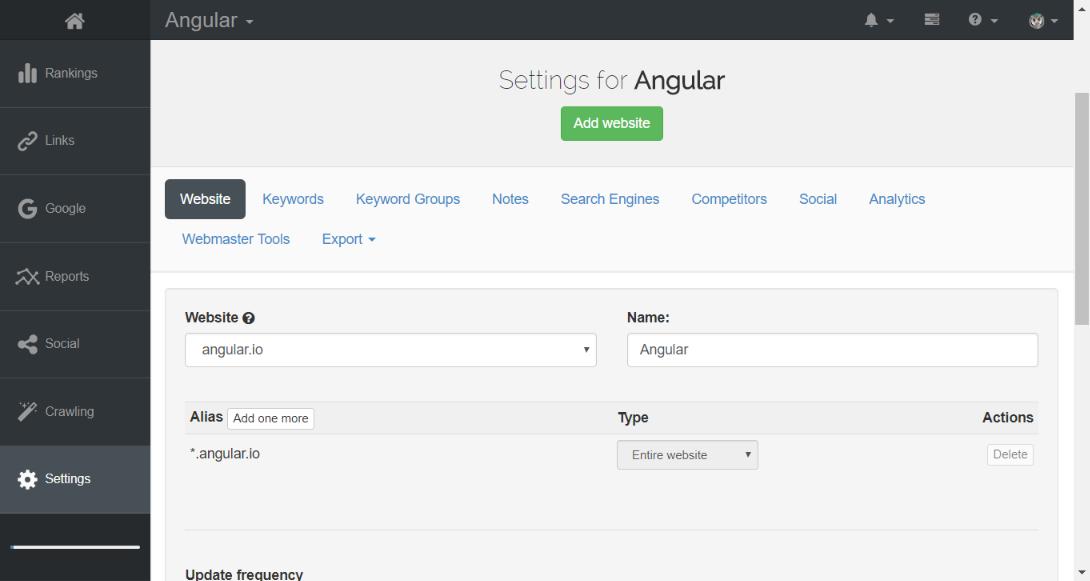 Angular
Rankings
Links
Google
Reports
Social
Crawling
Settings
Settings for Angular
Add website
Website Keywords Keyword Groups Notes Search Engines Competitors Social Analytics
Webmaster Tools Export
Website Name:
angular.io Angular
Alias Add one more Type Actions
*.angular.io Entire website Delete
Update frequency